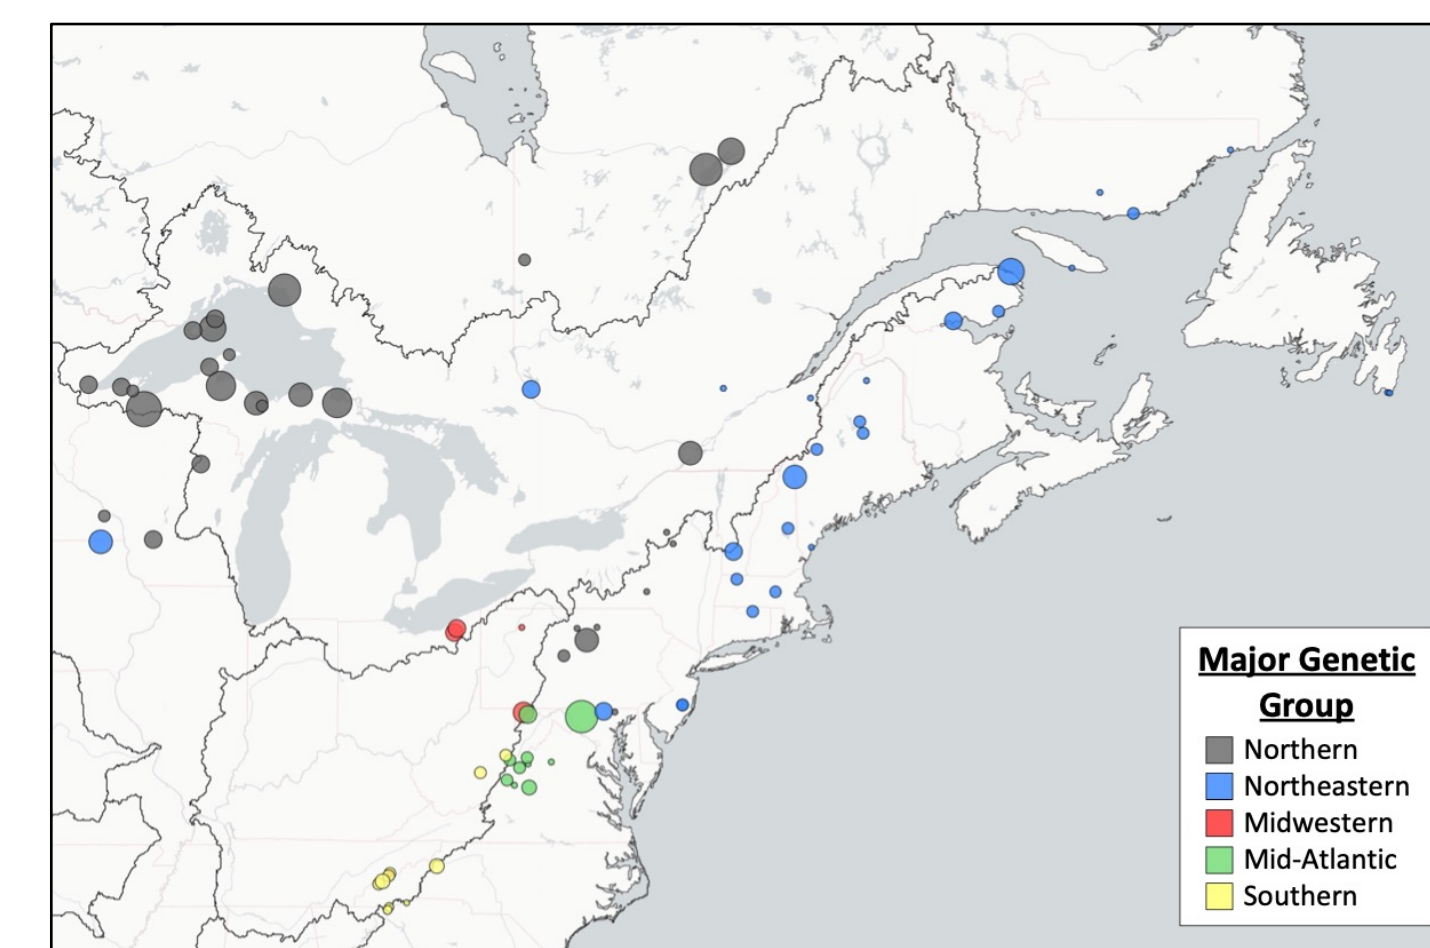 Major Genetic
Group
Northern
Northeastern
Midwestern
Mid-Atlantic
Southern